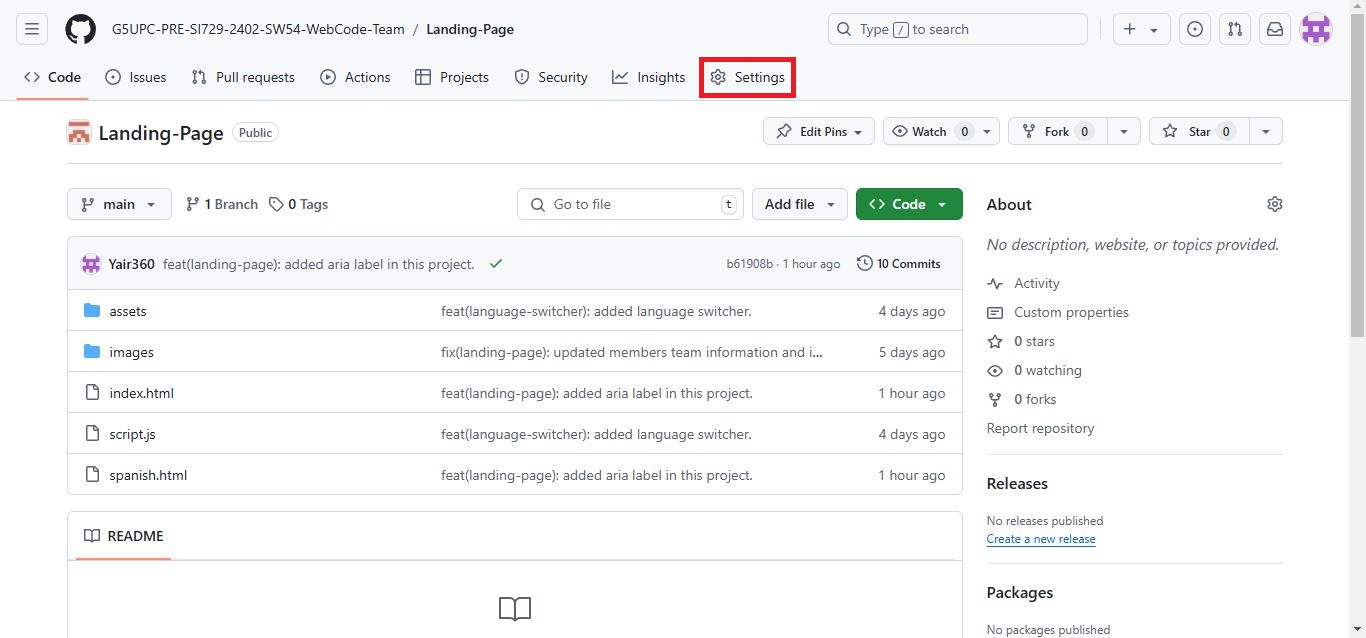 G5UPC-PRE-SI729-2402-SW54-WebCode-Team / Landing-Page
Type / to search
Code Issues Pull requests Actions Projects Security Insights Settings
Landing-Page Public
Edit Pins Watch 0 Fork 0 Star 0
main 1 Branch 0 Tags Go to file t Add file Code
Yair360 feat(landing-page): added aria label in this project. b61908b · 1 hour ago 10 Commits
assets feat(language-switcher): added language switcher. 4 days ago
images fix(landing-page): updated members team information and i... 5 days ago
index.html feat(landing-page): added aria label in this project. 1 hour ago
script.js feat(language-switcher): added language switcher. 4 days ago
spanish.html feat(landing-page): added aria label in this project. 1 hour ago
README
About
No description, website, or topics provided.
Activity
Custom properties
0 stars
0 watching
0 forks
Report repository
Releases
No releases published
Create a new release
Packages
No packages published